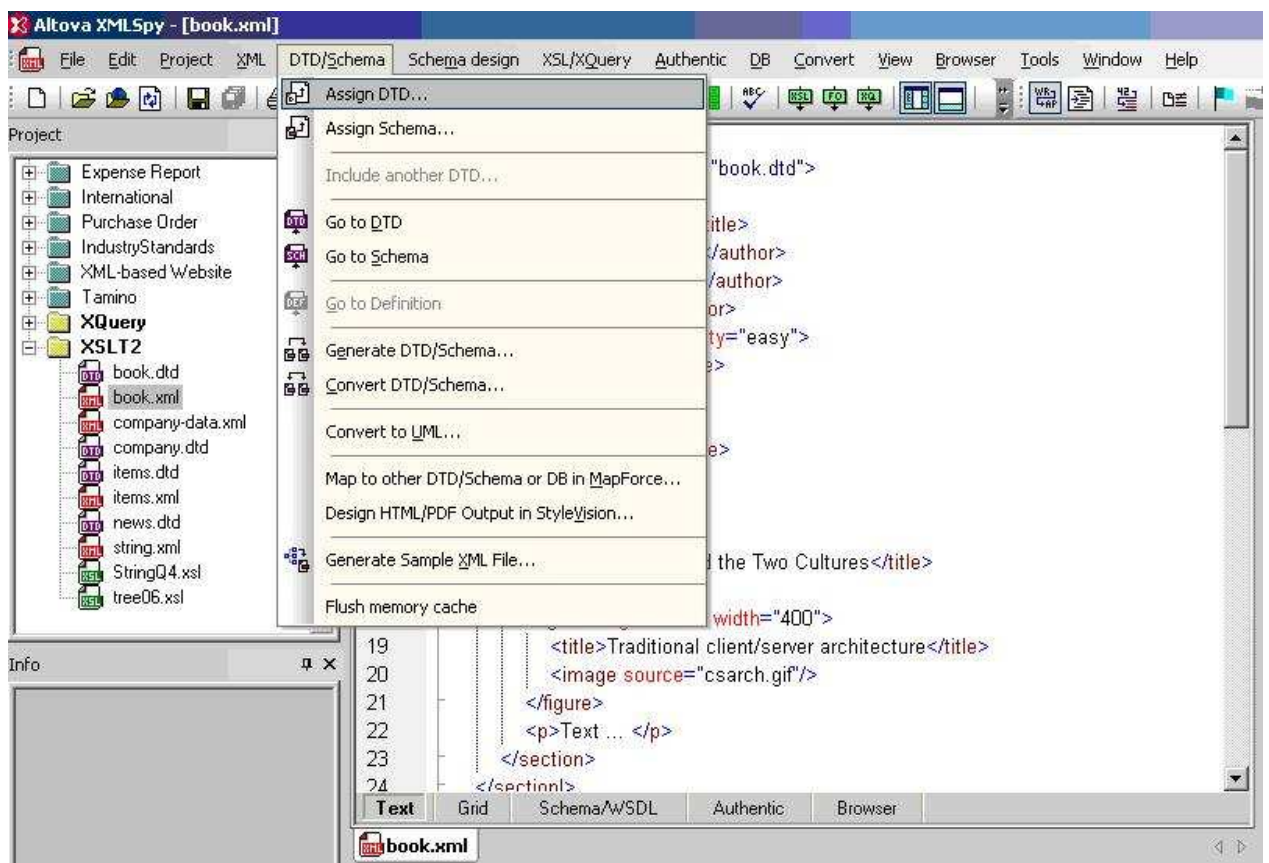 Altova XMLSpy - [book.xml]
File Edit Project XML DTD/Schema Schema design XSL/XQuery Authentic DB Convert View Browser Tools Window Help
Project
Expense Report
International
Purchase Order
IndustryStandards
XML-based Website
Tamino
XQuery
XSLT2
book.dtd
book.xml
company-data.xml
company.dtd
items.dtd
items.xml
news.dtd
string.xml
StringQ4.xsl
tree06.xsl
Info
Assign DTD...
Assign Schema...
Include another DTD...
Go to DTD
Go to Schema
Go to Definition
Generate DTD/Schema...
Convert DTD/Schema...
Convert to UML...
Map to other DTD/Schema or DB in MapForce...
Design HTML/PDF Output in StyleVision...
Generate Sample XML File...
Flush memory cache
"book.dtd">
itle>
/author>
/author>
or>
ty="easy">
e>
the Two Cultures</title>
width="400">
19 <title>Traditional client/server architecture</title>
20 <image source="csarch.gif"/>
21 </figure>
22 <p>Text ... </p>
23 </section>
24
Text Grid Schema/WSDL Authentic Browser
book.xml